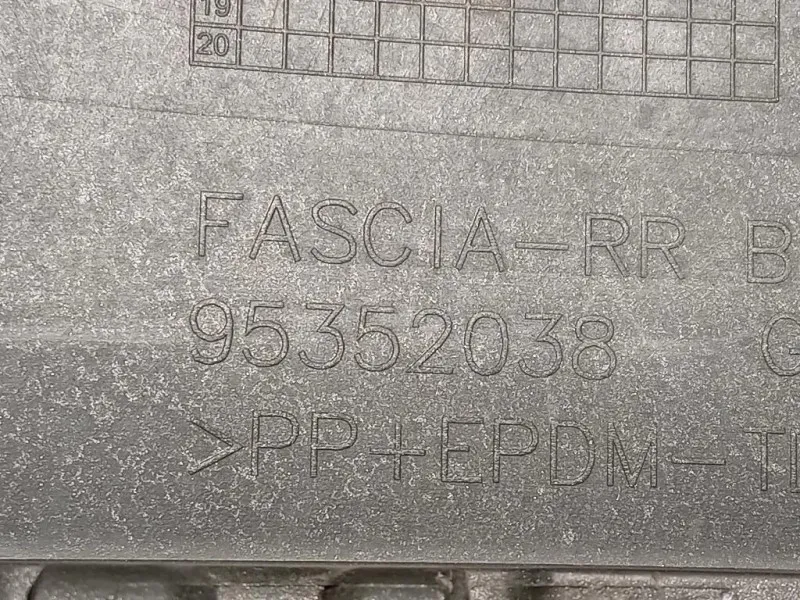 19
20
FASCIA-RR B
95352038 G
>PP+EPDM-T